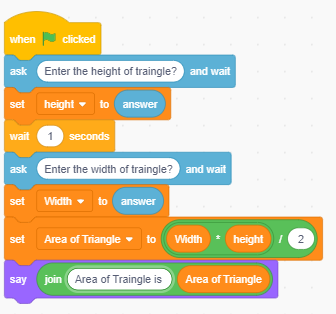 when clicked
ask Enter the height of traingle? and wait
set height to answer
wait 1 seconds
ask Enter the width of traingle? and wait
set Width to answer
set Area of Triangle to Width * height / 2
say join Area of Traingle is Area of Triangle